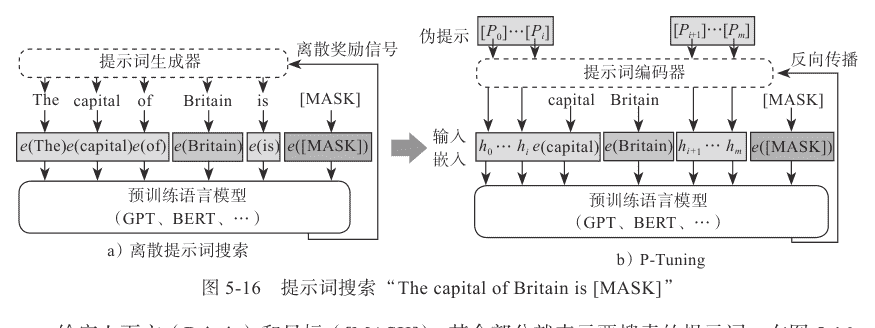 伪提示 [P0]⋯[Pi] [Pi+1]⋯[Pm]
提示词生成器 离散奖励信号
提示词编码器 反向传播
The capital of Britain is [MASK]
capital Britain [MASK]
e(The)e(capital)e(of) e(Britain) e(is) e([MASK])
输入
嵌入
h0 ⋯ hi e(capital) e(Britain) hi+1 ⋯ hm e([MASK])
预训练语言模型
（GPT、BERT、⋯）
预训练语言模型
（GPT、BERT、⋯）
a）离散提示词搜索
b）P-Tuning
图 5-16 提示词搜索“The capital of Britain is [MASK]”